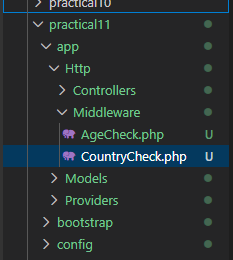 practical10
practical11
app
Http
Controllers
Middleware
AgeCheck.php U
CountryCheck.php U
Models
Providers
bootstrap
config